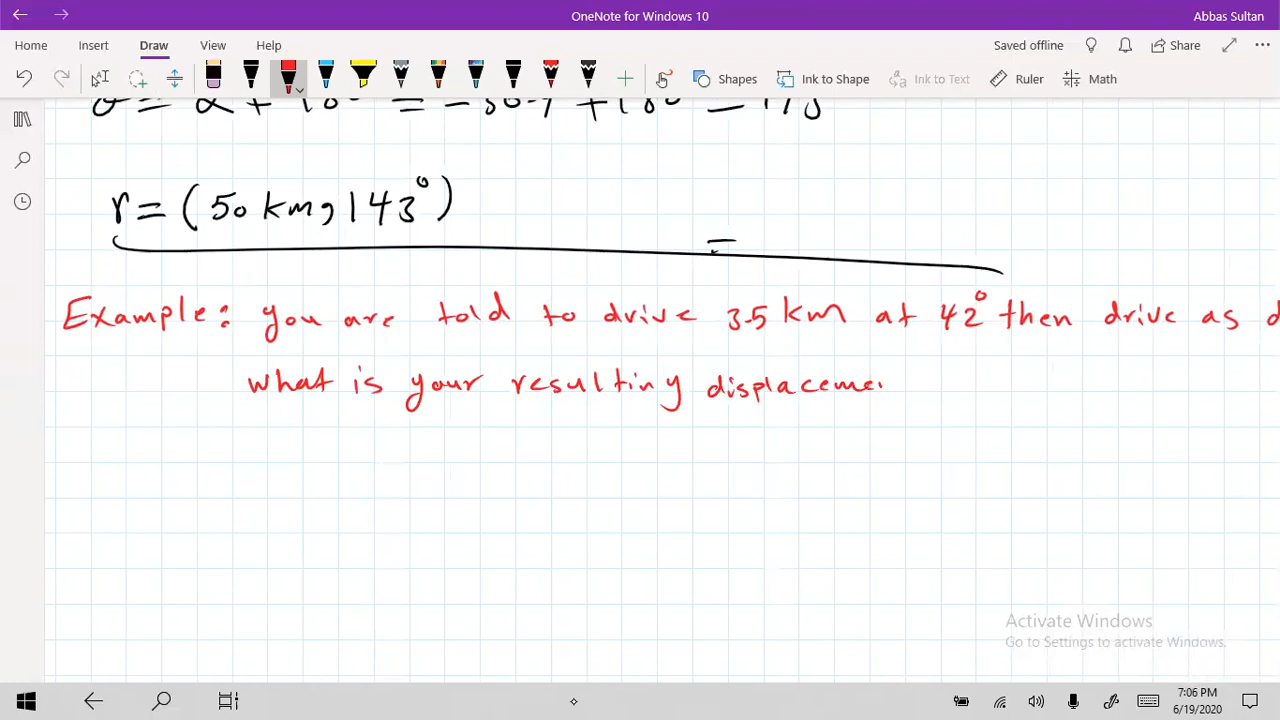 OneNote for Windows 10
Abbas Sultan
Home Insert Draw View Help
Saved offline
Share
Shapes
Ink to Shape
Ink to Text
Ruler
Math
r = (50 km, 143°)
=
Example: you are told to drive 3.5 km at 42° then drive as
what is your resulting
Activate Windows
Go to Settings to activate Windows.
7:06 PM
6/19/2020